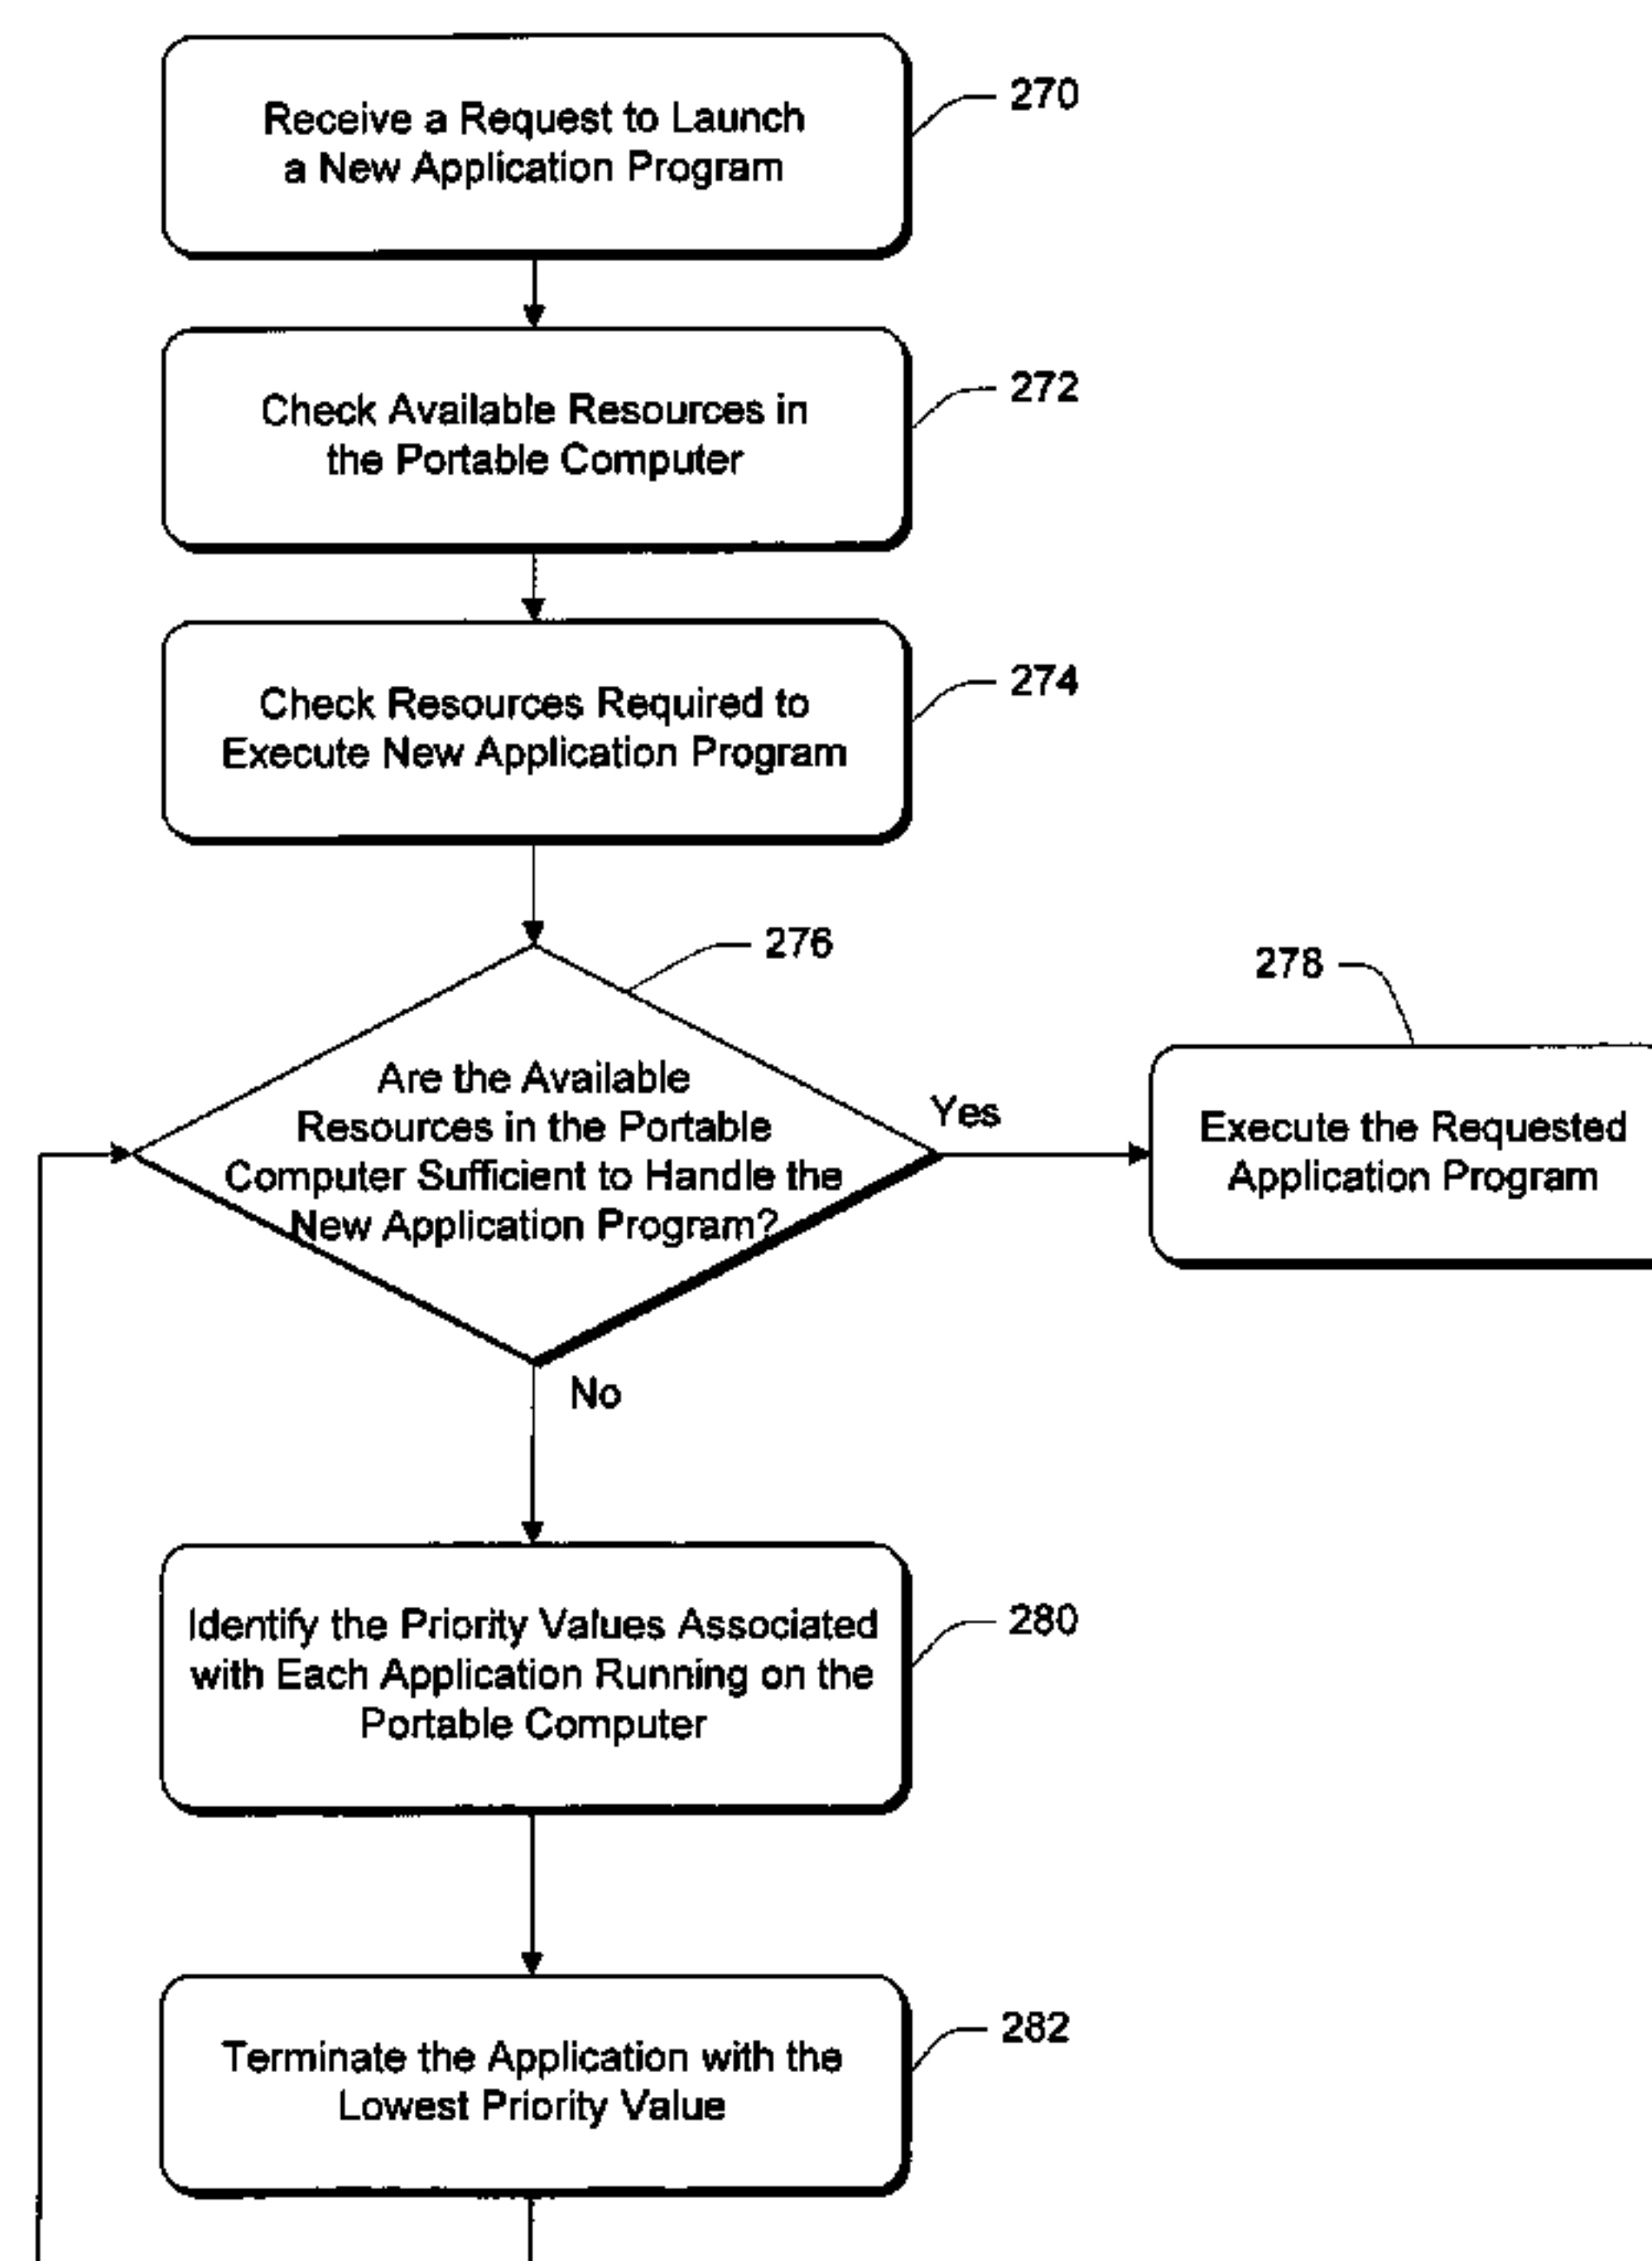 Receive a Request to Launch
a New Application Program
270
Check Available Resources in
the Portable Computer
272
Check Resources Required to
Execute New Application Program
274
276
278
Are the Available
Resources in the Portable
Computer Sufficient to Handle the
New Application Program?
Yes
Execute the Requested
Application Program
No
Identify the Priority Values Associated
with Each Application Running on the
Portable Computer
280
Terminate the Application with the
Lowest Priority Value
282